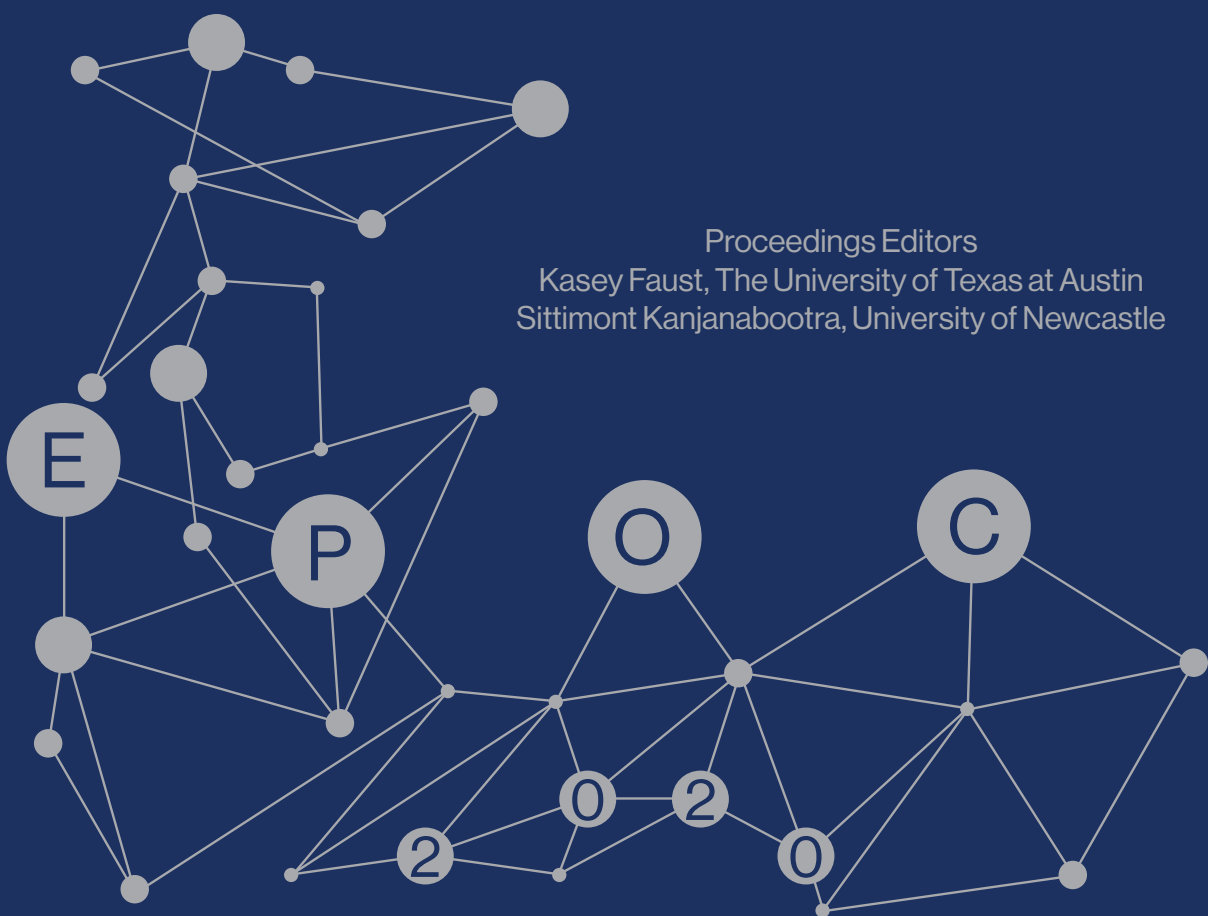 Proceedings Editors
Kasey Faust, The University of Texas at Austin
Sittimont Kanjanabootra, University of Newcastle
E P O C
2 0 2 0